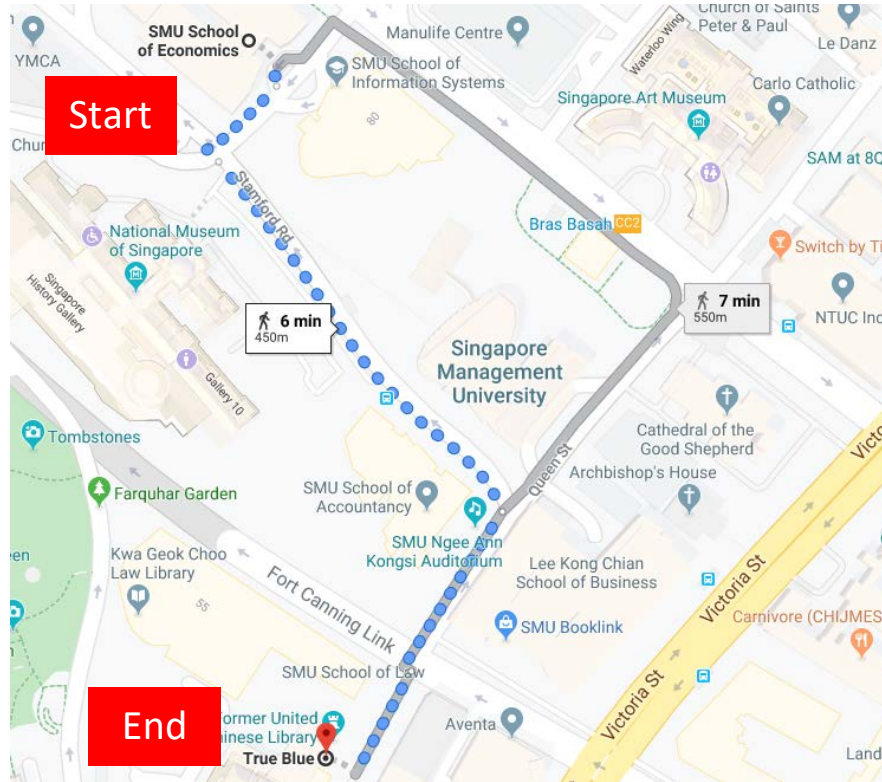 Church of Saints
Peter & Paul
SMU School
of Economics
Manulife Centre
Le Danz
YMCA
SMU School of
Information Systems
Waterloo Wing
Carlo Catholic
Start
80
Singapore Art Museum
SAM at 8Q
Stamford Rd
Bras Basah
CC2
National Museum
of Singapore
Switch by
Singapore
History Gallery
7 min
550m
6 min
450m
NTUC
Gallery 10
Singapore
Management
University
Tombstones
Cathedral of the
Good Shepherd
Queen St
Archbishop's House
Farquhar Garden
SMU School of
Accountancy
SMU Ngee Ann
Kongsi Auditorium
Kwa Geok Choo
Law Library
Lee Kong Chian
School of Business
Fort Canning Link
55
Victoria St
SMU Booklink
Carnivore (CHIJMES
SMU School of Law
Victoria St
End
Former United
Library
Aventa
True Blue